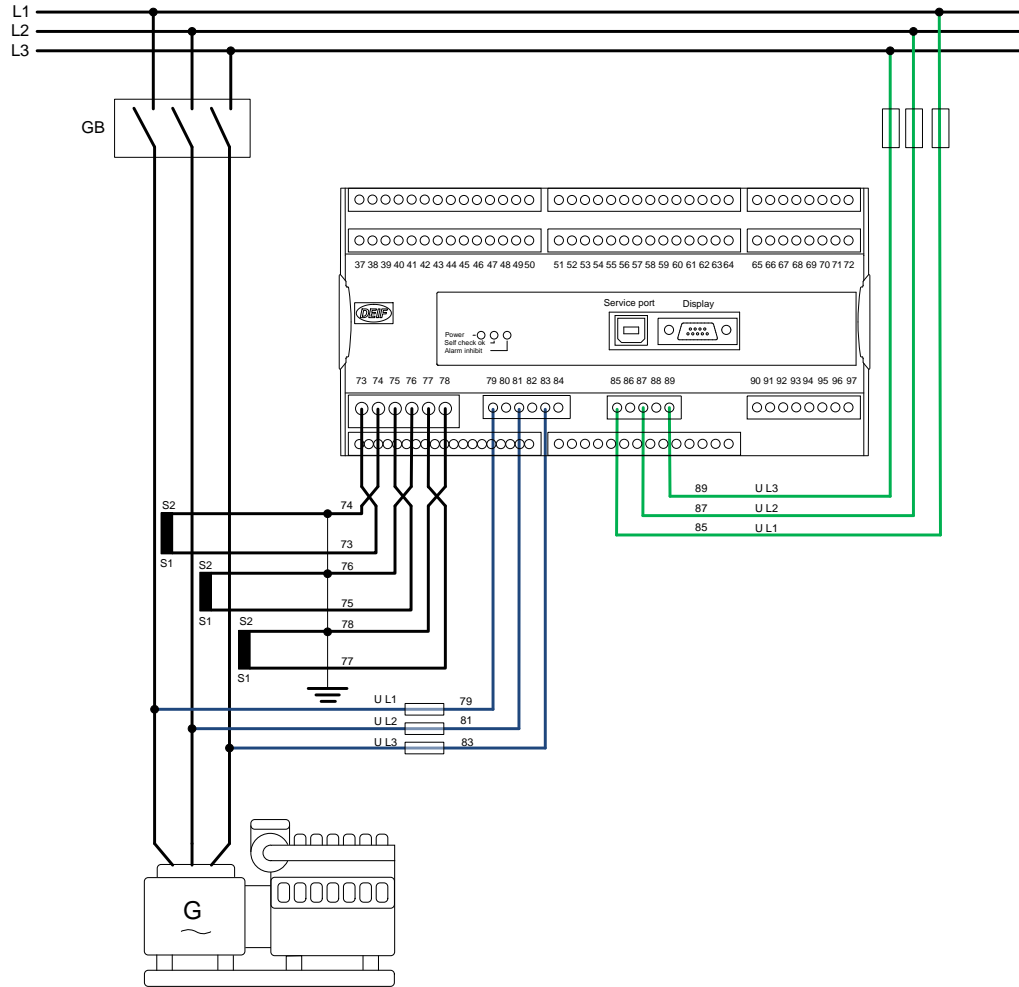 L1
L2
L3
GB
37 38 39 40 41 42 43 44 45 46 47 48 49 50 51 52 53 54 55 56 57 58 59 60 61 62 63 64 65 66 67 68 69 70 71 72
DEIF
Service port Display
Power
Self check ok
Alarm inhibit
73 74 75 76 77 78 79 80 81 82 83 84 85 86 87 88 89 90 91 92 93 94 95 96 97
89 U L3
87 U L2
85 U L1
S2 74
S1 73
S2 76
S1 75
S2 78
S1 77
U L1 79
U L2 81
U L3 83
G